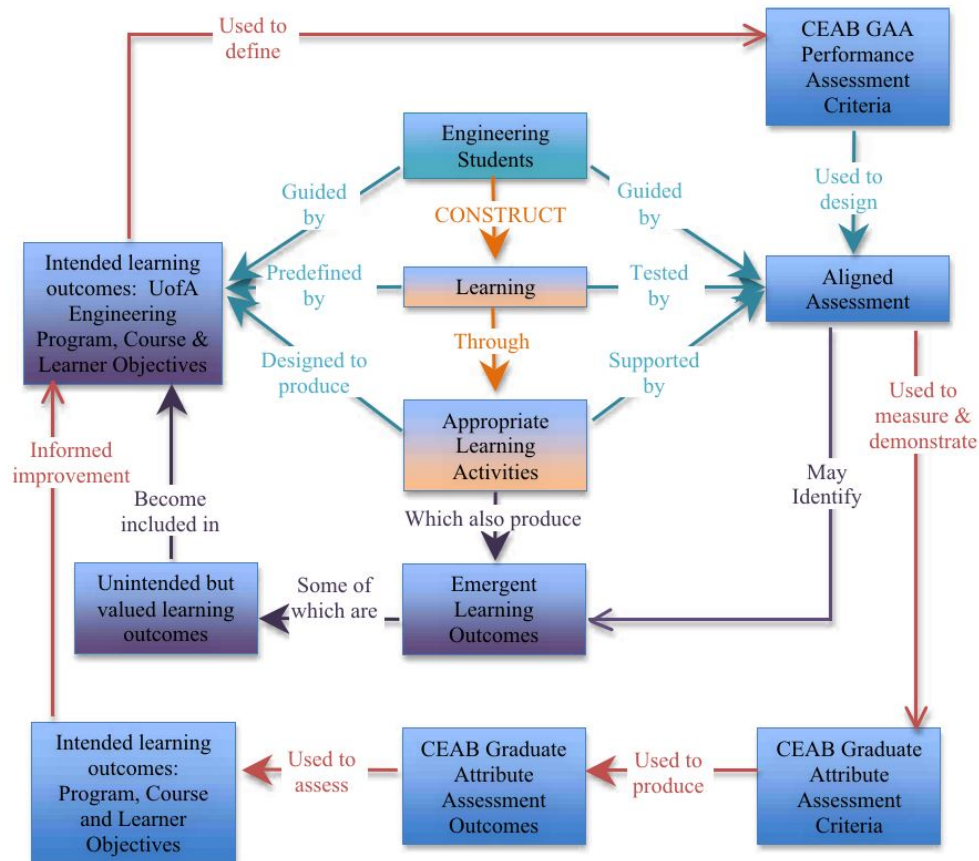 Used to
define
CEAB GAA
Performance
Assessment
Criteria
Engineering
Students
Guided
by
Guided
by
Used to
design
CONSTRUCT
Intended learning
outcomes: UofA
Engineering
Program, Course &
Learner Objectives
Predefined
by
Learning
Tested
by
Aligned
Assessment
Through
Designed to
produce
Supported
by
Appropriate
Learning
Activities
Used to
measure &
demonstrate
Informed
improvement
May
Identify
Become
included in
Which also produce
Unintended but
valued learning
outcomes
Some of
which are
Emergent
Learning
Outcomes
Intended learning
outcomes:
Program, Course
and Learner
Objectives
Used to
assess
CEAB Graduate
Attribute
Assessment
Outcomes
Used to
produce
CEAB Graduate
Attribute
Assessment
Criteria